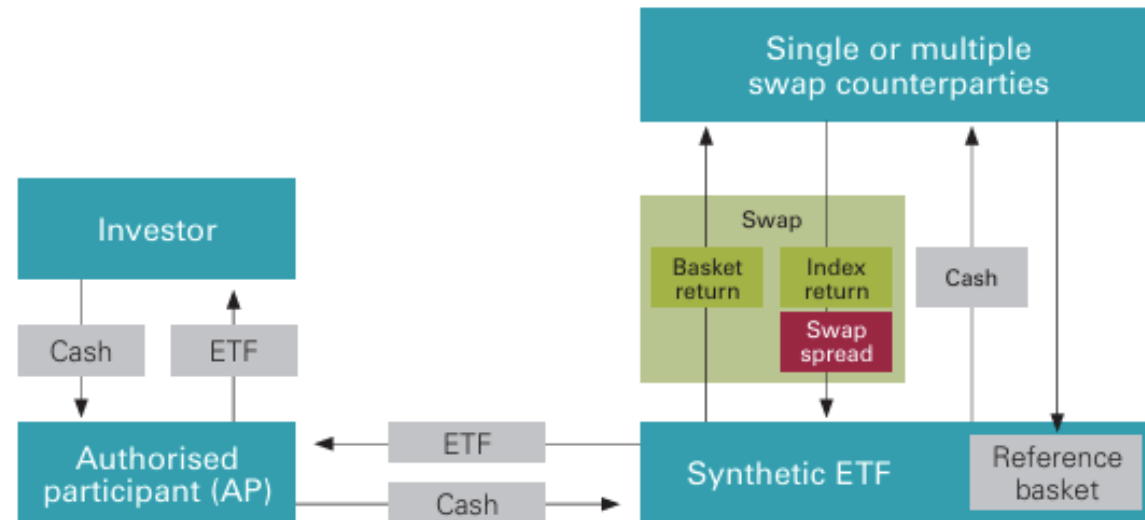 Single or multiple
swap counterparties
Investor
Swap
Basket
return
Index
return
Cash
Swap
spread
Cash
ETF
ETF
Cash
Authorised
participant (AP)
Synthetic ETF
Reference
basket